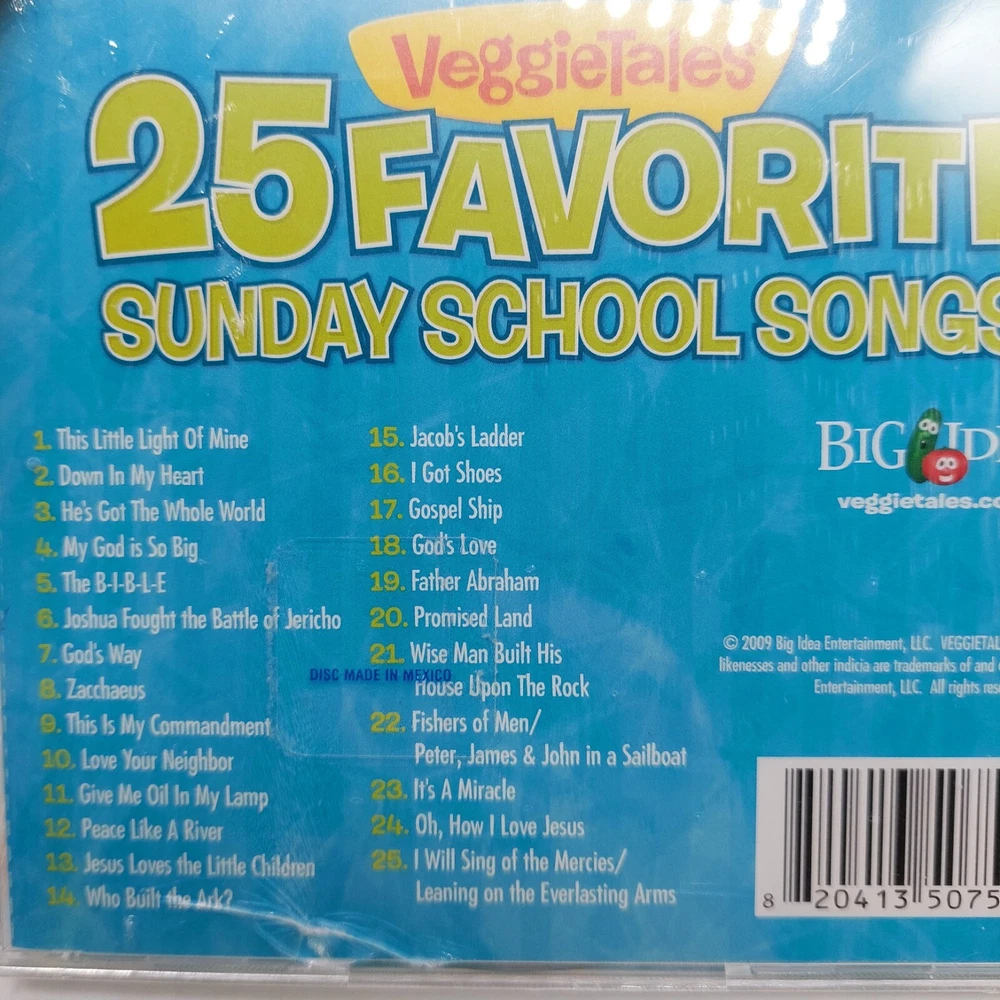 VeggieTales
25 FAVORITE
SUNDAY SCHOOL SONGS
1. This Little Light Of Mine
2. Down In My Heart
3. He's Got The Whole World
4. My God is So Big
5. The B-I-B-L-E
6. Joshua Fought the Battle of Jericho
7. God's Way
8. Zacchaeus
9. This Is My Commandment
10. Love Your Neighbor
11. Give Me Oil In My Lamp
12. Peace Like A River
13. Jesus Loves the Little Children
14. Who Built the Ark?
15. Jacob's Ladder
16. I Got Shoes
17. Gospel Ship
18. God's Love
19. Father Abraham
20. Promised Land
21. Wise Man Built His
House Upon The Rock
22. Fishers of Men/
Peter, James & John in a Sailboat
23. It's A Miracle
24. Oh, How I Love Jesus
25. I Will Sing of the Mercies/
Leaning on the Everlasting Arms
DISC MADE IN MEXICO
BIG IDE
veggietales.co
© 2009 Big Idea Entertainment, LLC. VEGGIETAL
likenesses and other indicia are trademarks of and
Entertainment, LLC. All rights res
8 20413 5075